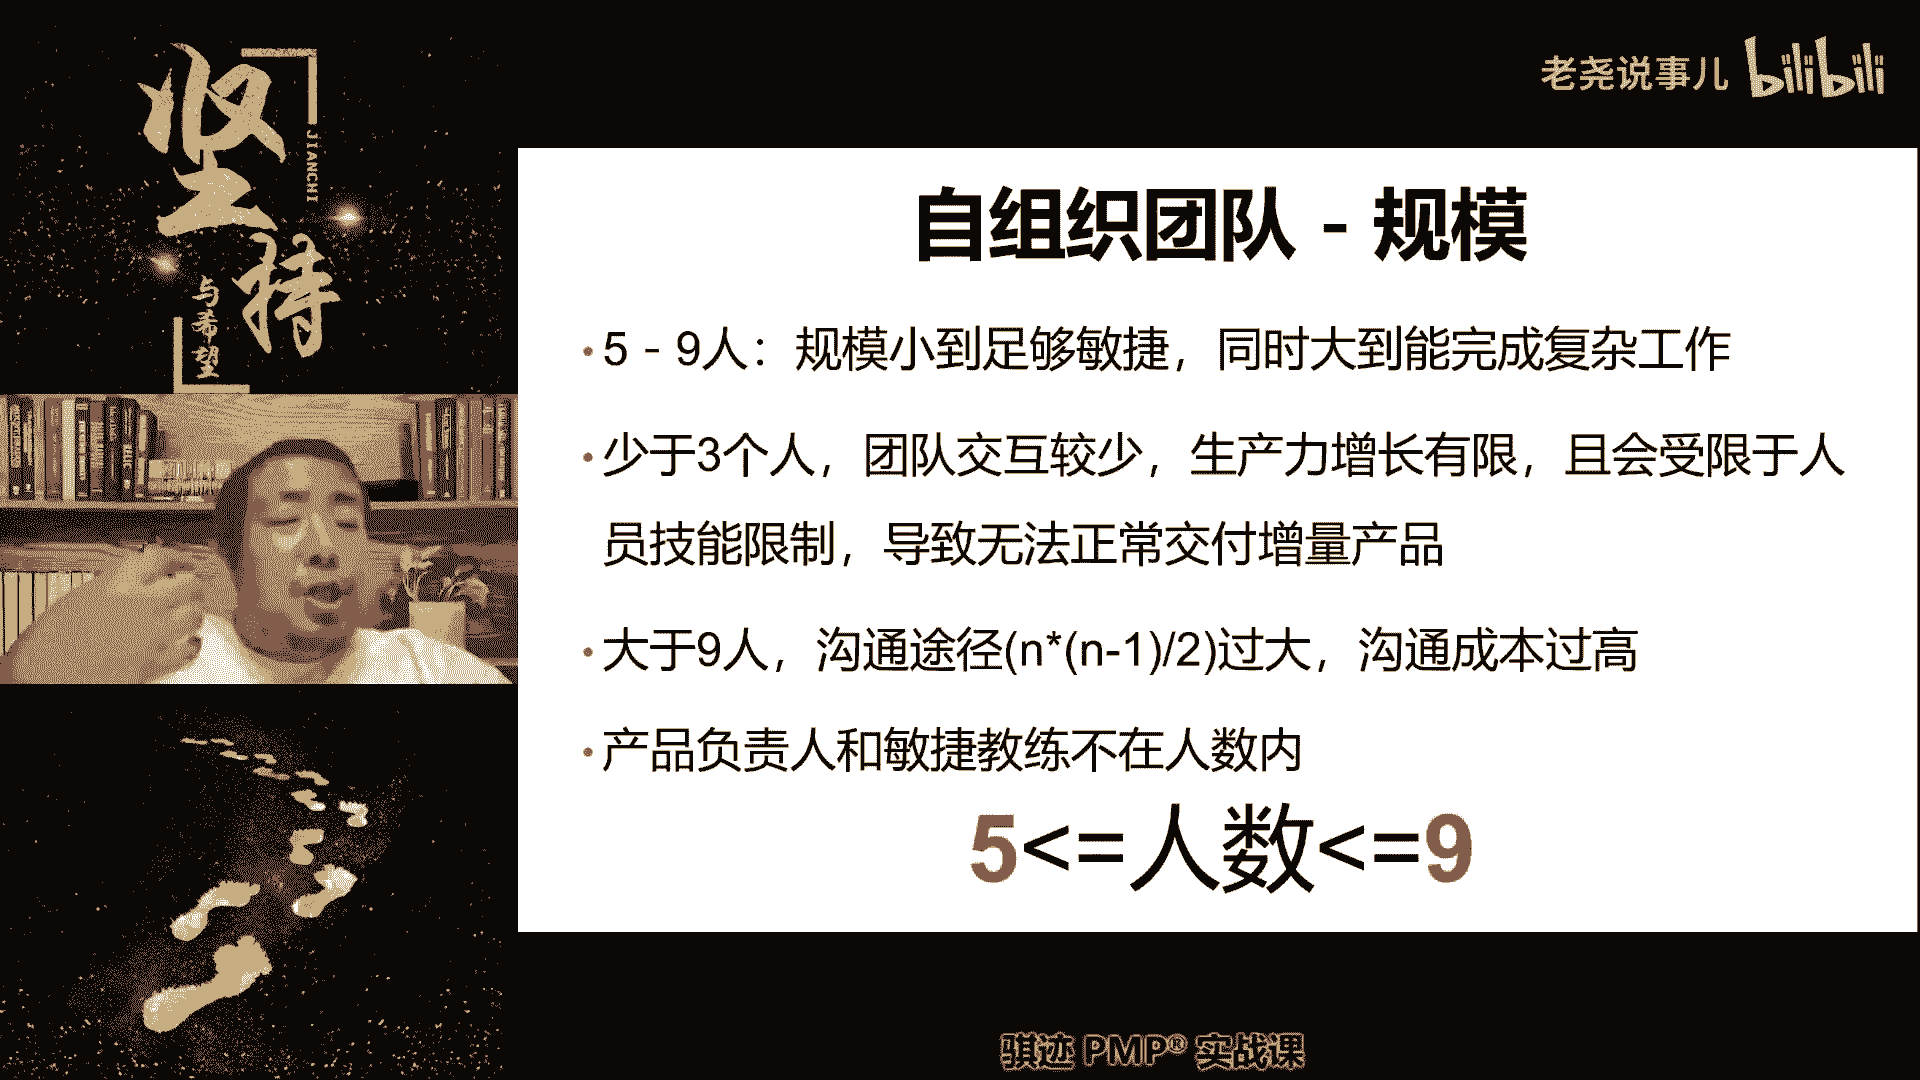 坚持
JIANCHI
与希望
老尧说事儿 bilibili
自组织团队 - 规模
• 5 - 9人：规模小到足够敏捷，同时大到能完成复杂工作
• 少于3个人，团队交互较少，生产力增长有限，且会受限于人
员技能限制，导致无法正常交付增量产品
• 大于9人，沟通途径(n*(n-1)/2)过大，沟通成本过高
• 产品负责人和敏捷教练不在人数内
5<=人数<=9
骐迹 PMP® 实战课